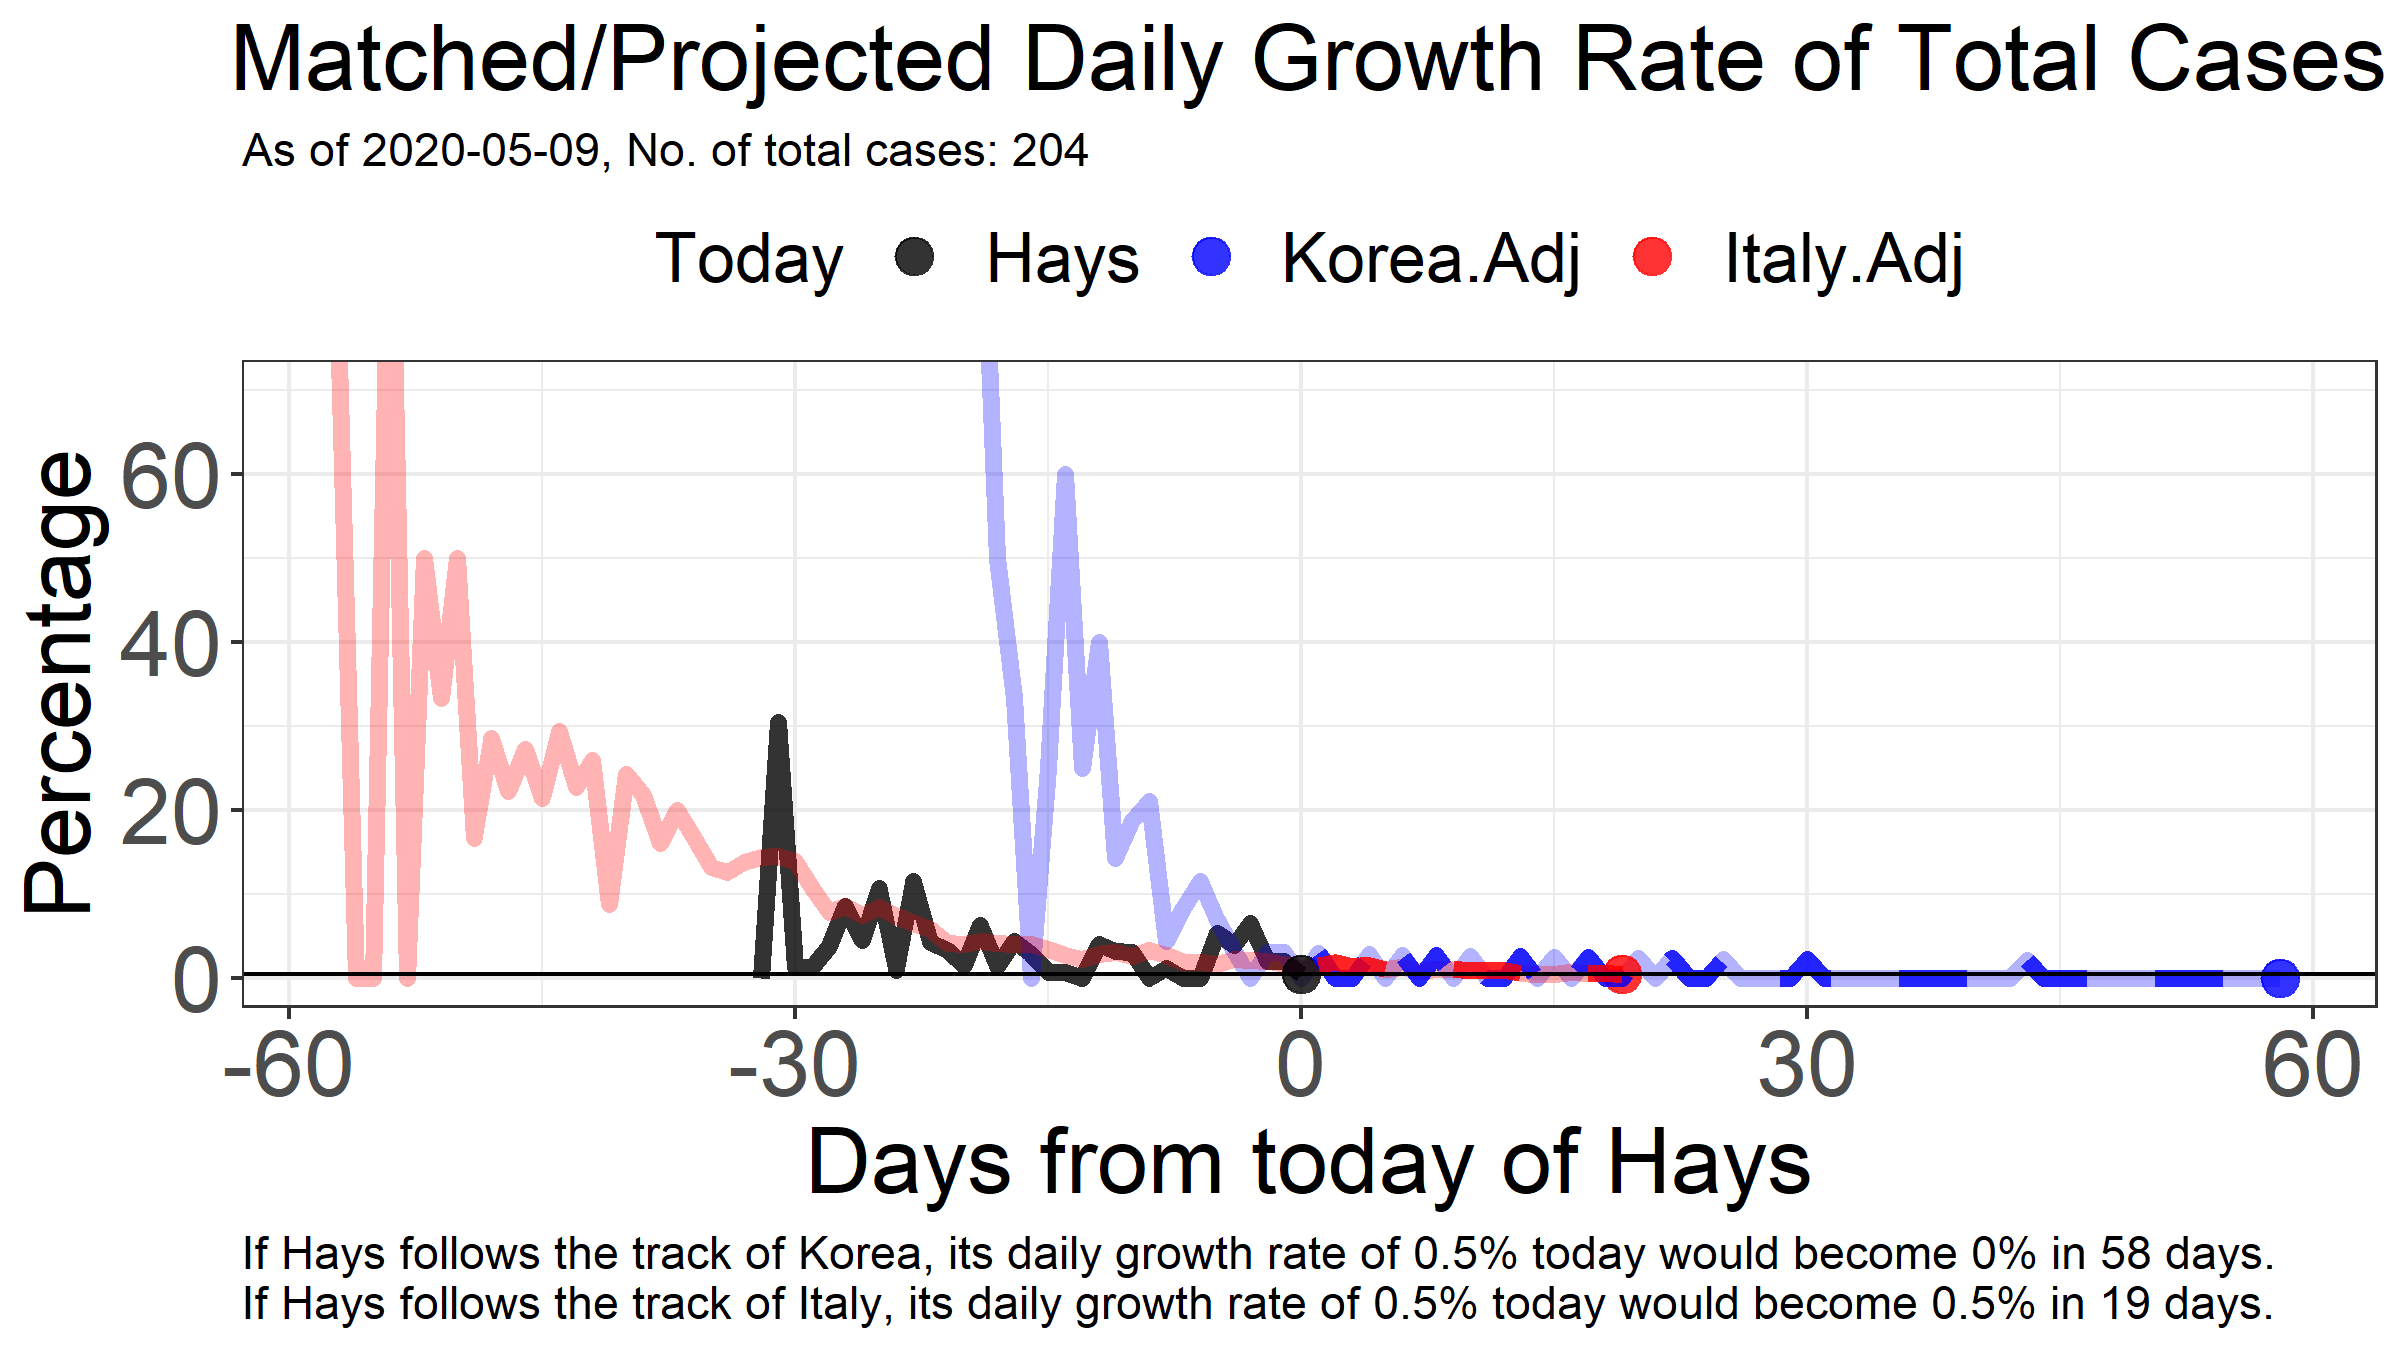 Matched/Projected Daily Growth Rate of Total Cases
As of 2020-05-09, No. of total cases: 204
Today Hays Korea.Adj Italy.Adj
Percentage
60
40
20
0
-60 -30 0 30 60
Days from today of Hays
If Hays follows the track of Korea, its daily growth rate of 0.5% today would become 0% in 58 days.
If Hays follows the track of Italy, its daily growth rate of 0.5% today would become 0.5% in 19 days.